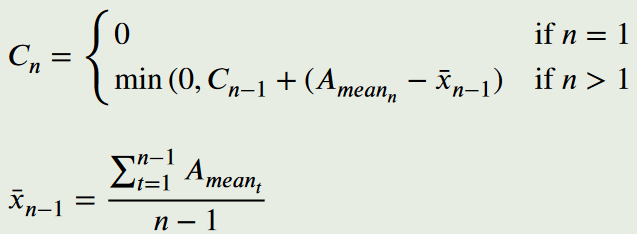 C_n = { 0 if n = 1
min (0, C_{n−1} + (A_{mean_n} − x̄_{n−1}) if n > 1
x̄_{n−1} = \frac{∑_{t=1}^{n−1} A_{mean_t}}{n − 1}